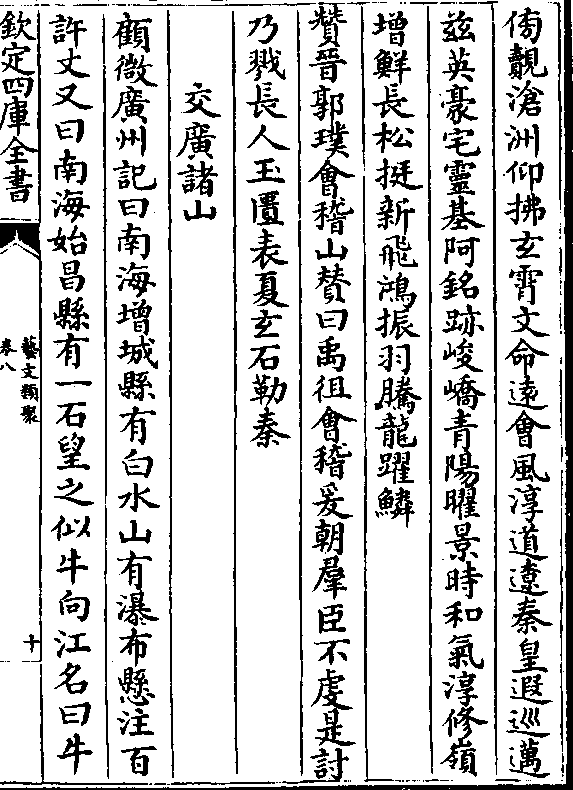 俯觀滄洲仰拂玄霄文命遠會風淳道遼秦皇遐巡邁
兹英豪宅靈基阿銘跡峻嶠青陽曜景時和氣淳修嶺
增鮮長松挺新飛鴻振羽騰龍躍鱗
贊晉郭璞會稽山贊曰禹徂會稽爰朝羣臣不虔是討
乃戮長人玉匱表夏玄石勒秦
交廣諸山
顧微廣州記曰南海增城縣有白水山有瀑布懸注百
許丈又曰南海始昌縣有一石望之似牛向江名曰牛
欽定四庫全書
藝文類聚
卷八
十